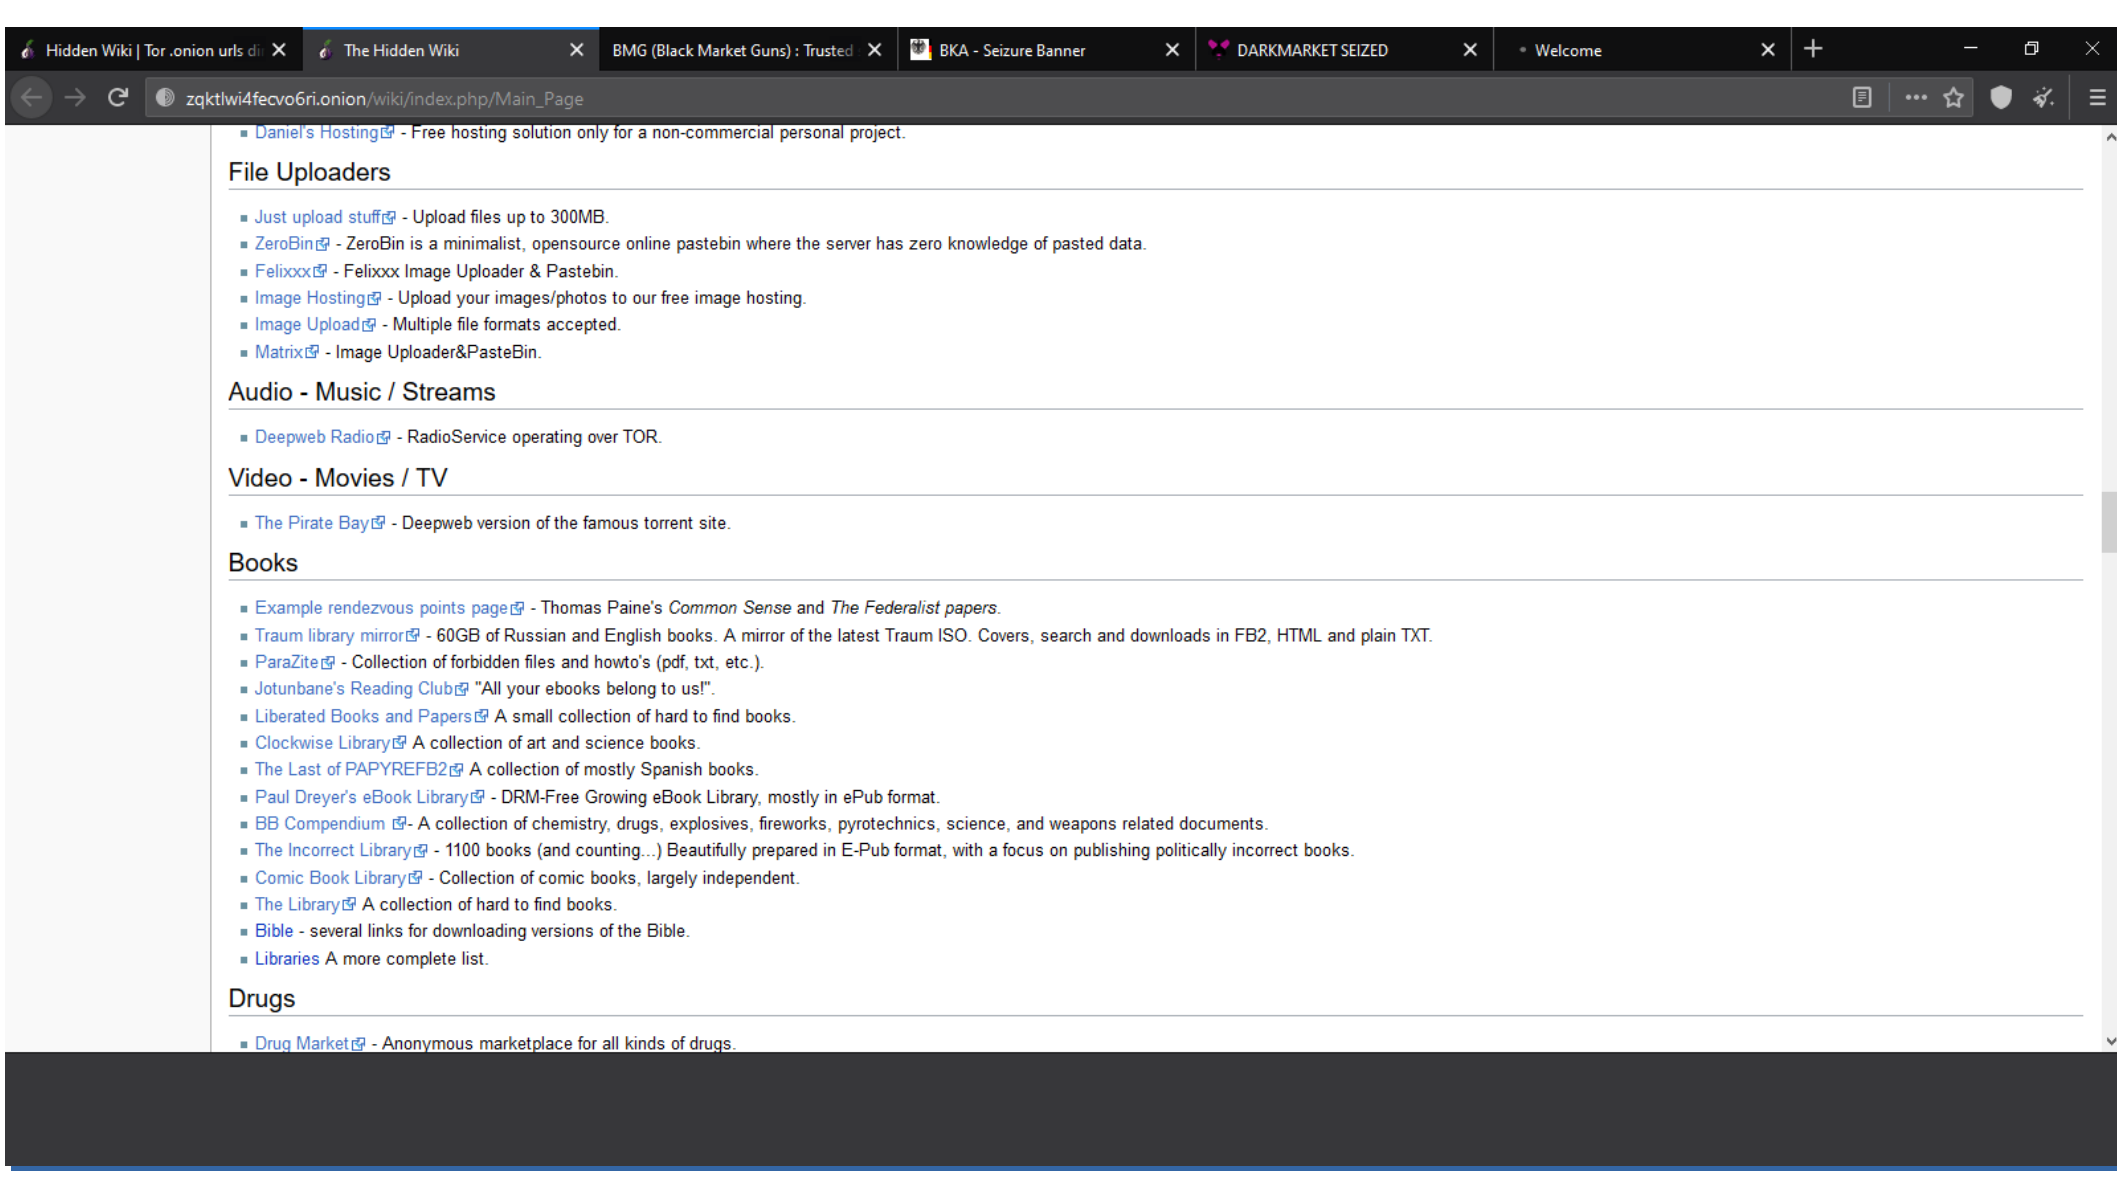 Hidden Wiki | Tor .onion urls di
The Hidden Wiki
BMG (Black Market Guns) : Trusted
BKA - Seizure Banner
DARKMARKET SEIZED
Welcome
zqktlwi4fecvo6ri.onion/wiki/index.php/Main_Page
Daniel's Hosting - Free hosting solution only for a non-commercial personal project.
File Uploaders
Just upload stuff - Upload files up to 300MB.
ZeroBin - ZeroBin is a minimalist, opensource online pastebin where the server has zero knowledge of pasted data.
Felixxx - Felixxx Image Uploader & Pastebin.
Image Hosting - Upload your images/photos to our free image hosting.
Image Upload - Multiple file formats accepted.
Matrix - Image Uploader&PasteBin.
Audio - Music / Streams
Deepweb Radio - RadioService operating over TOR.
Video - Movies / TV
The Pirate Bay - Deepweb version of the famous torrent site.
Books
Example rendezvous points page - Thomas Paine's Common Sense and The Federalist papers.
Traum library mirror - 60GB of Russian and English books. A mirror of the latest Traum ISO. Covers, search and downloads in FB2, HTML and plain TXT.
ParaZite - Collection of forbidden files and howto's (pdf, txt, etc.).
Jotunbane's Reading Club "All your ebooks belong to us!".
Liberated Books and Papers A small collection of hard to find books.
Clockwise Library A collection of art and science books.
The Last of PAPYREFB2 A collection of mostly Spanish books.
Paul Dreyer's eBook Library - DRM-Free Growing eBook Library, mostly in ePub format.
BB Compendium - A collection of chemistry, drugs, explosives, fireworks, pyrotechnics, science, and weapons related documents.
The Incorrect Library - 1100 books (and counting...) Beautifully prepared in E-Pub format, with a focus on publishing politically incorrect books.
Comic Book Library - Collection of comic books, largely independent.
The Library A collection of hard to find books.
Bible - several links for downloading versions of the Bible.
Libraries A more complete list.
Drugs
Drug Market - Anonymous marketplace for all kinds of drugs.